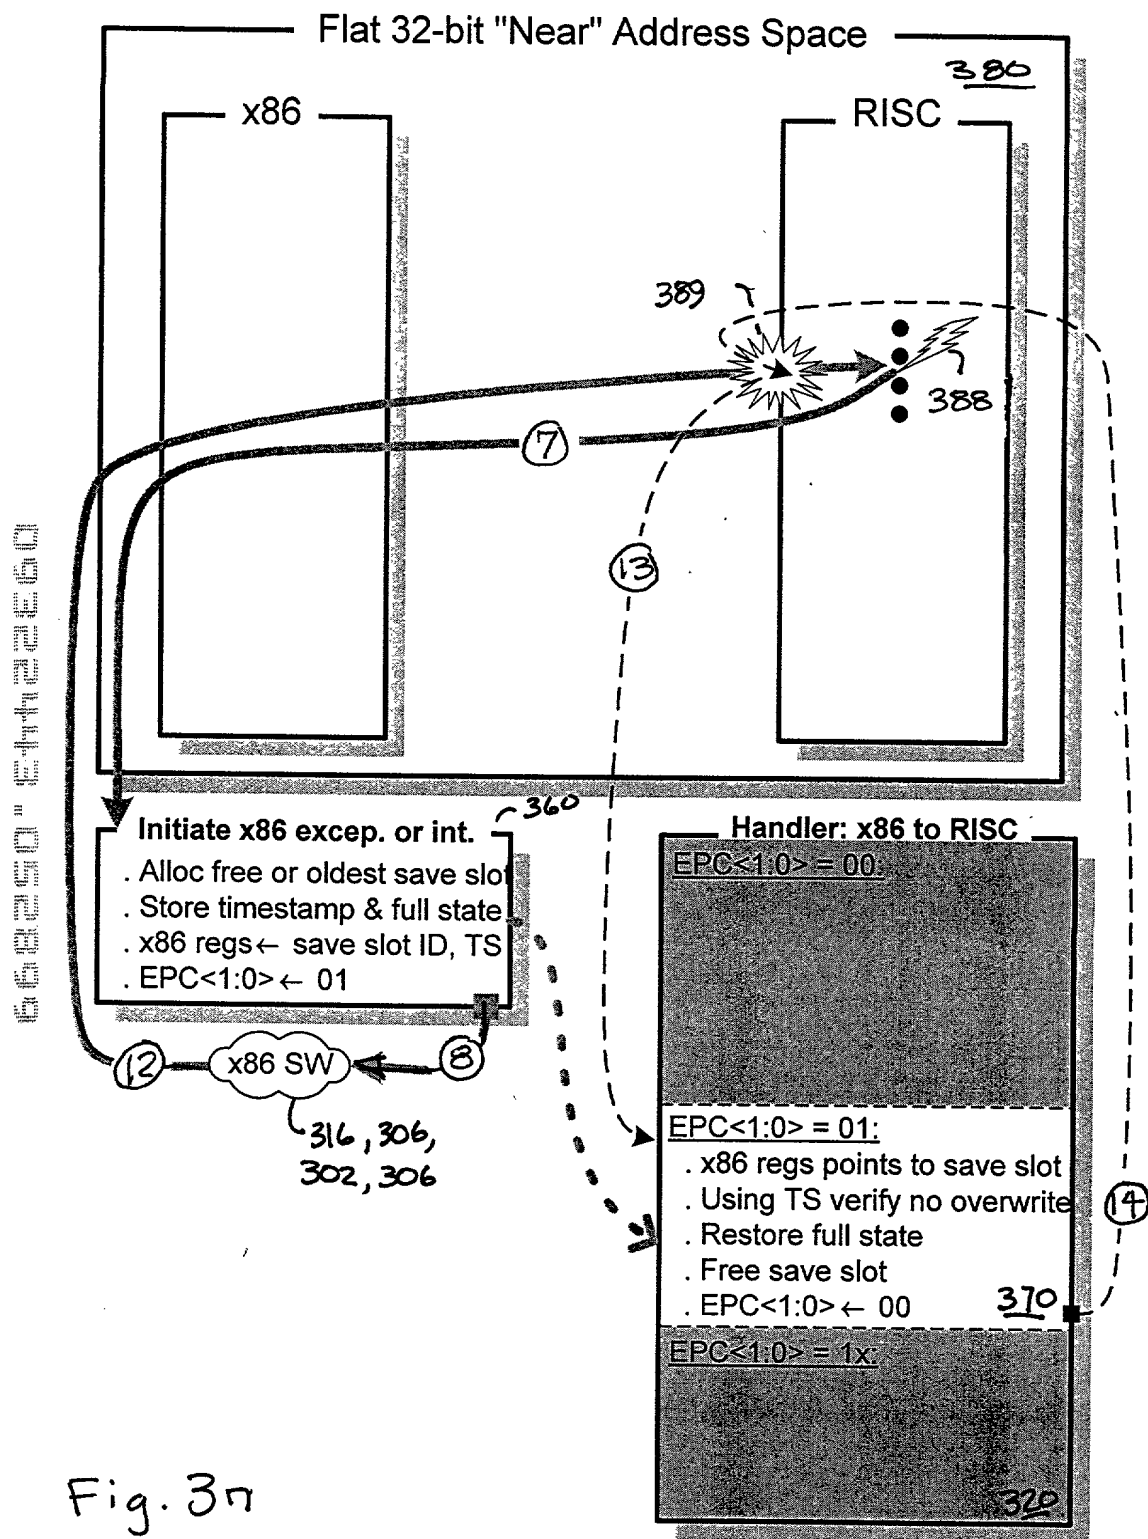 Flat 32-bit "Near" Address Space
380
x86
RISC
389
388
7
13
Initiate x86 excep. or int.
360
. Alloc free or oldest save slot
. Store timestamp & full state
. x86 regs ← save slot ID, TS
. EPC<1:0> ← 01
12
x86 SW
8
316, 306,
302, 306
Handler: x86 to RISC
EPC<1:0> = 00:
EPC<1:0> = 01:
. x86 regs points to save slot
. Using TS verify no overwrite
. Restore full state
. Free save slot
. EPC<1:0> ← 00
370
14
EPC<1:0> = 1x:
320
Fig. 3n